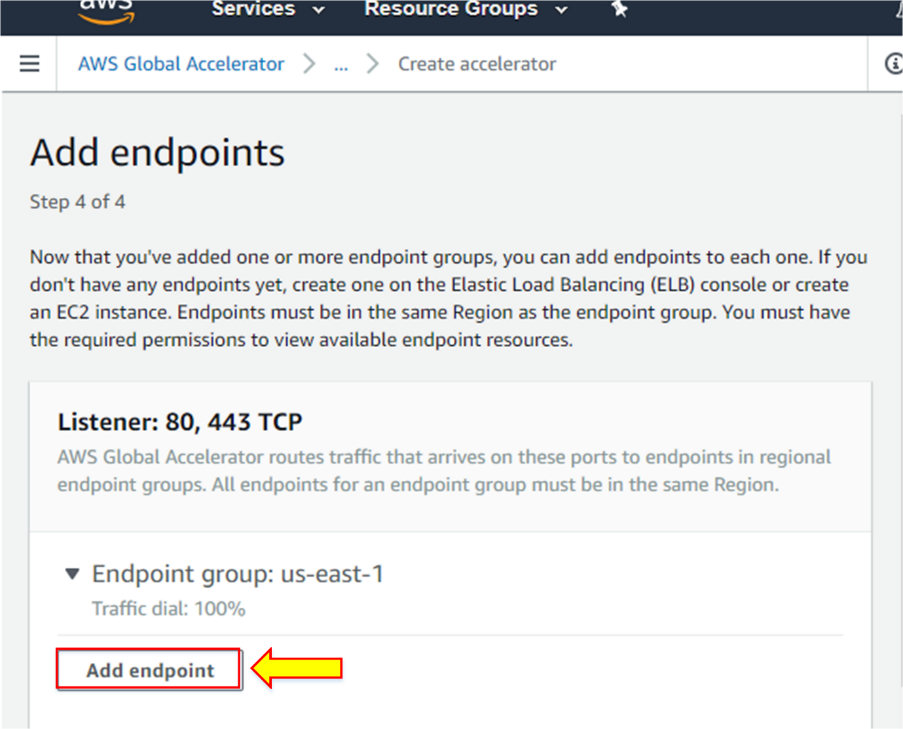 aws
Services
Resource Groups
AWS Global Accelerator
...
Create accelerator
Add endpoints
Step 4 of 4
Now that you've added one or more endpoint groups, you can add endpoints to each one. If you
don't have any endpoints yet, create one on the Elastic Load Balancing (ELB) console or create
an EC2 instance. Endpoints must be in the same Region as the endpoint group. You must have
the required permissions to view available endpoint resources.
Listener: 80, 443 TCP
AWS Global Accelerator routes traffic that arrives on these ports to endpoints in regional
endpoint groups. All endpoints for an endpoint group must be in the same Region.
Endpoint group: us-east-1
Traffic dial: 100%
Add endpoint